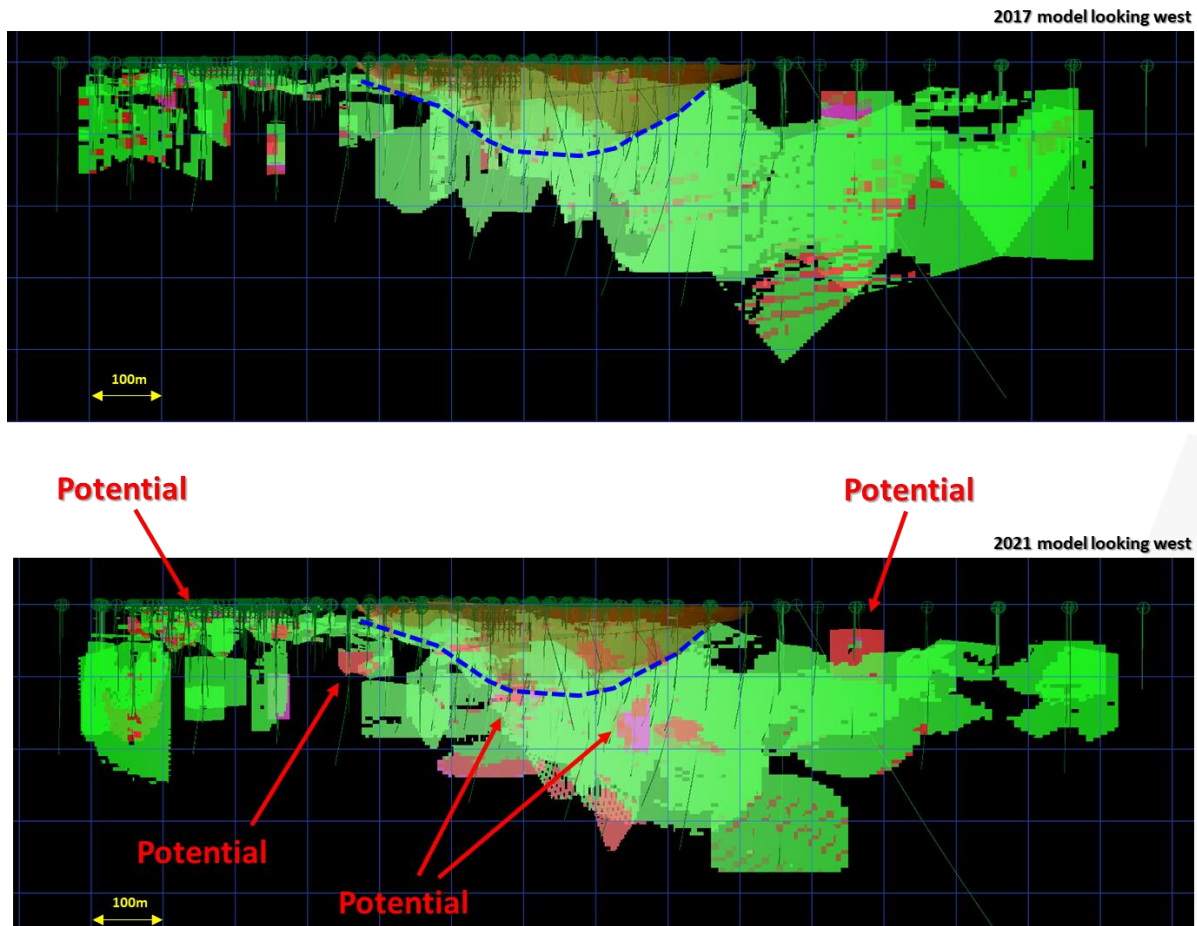 2017 model looking west
100m
Potential
Potential
2021 model looking west
Potential
Potential
100m